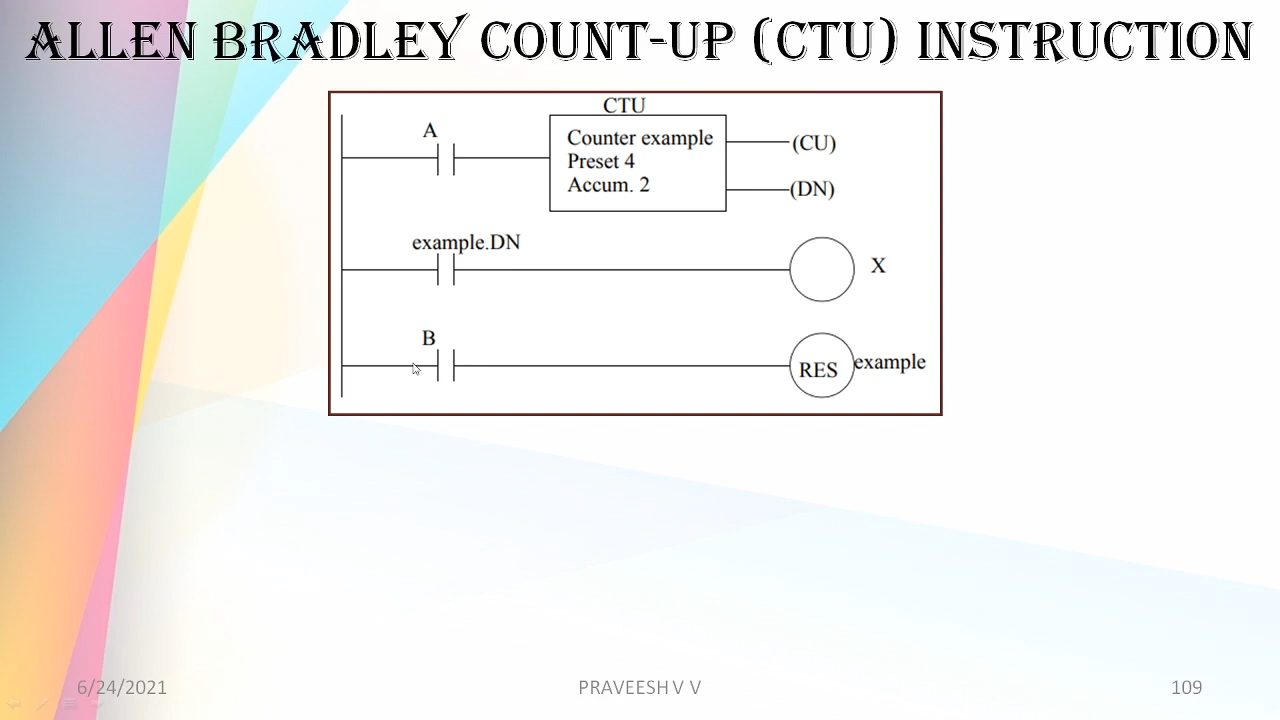 ALLEN BRADLEY COUNT-UP (CTU) INSTRUCTION
CTU
A
Counter example
Preset 4
Accum. 2
(CU)
(DN)
example.DN
X
B
RES
example
6/24/2021
PRAVEESH V V
109